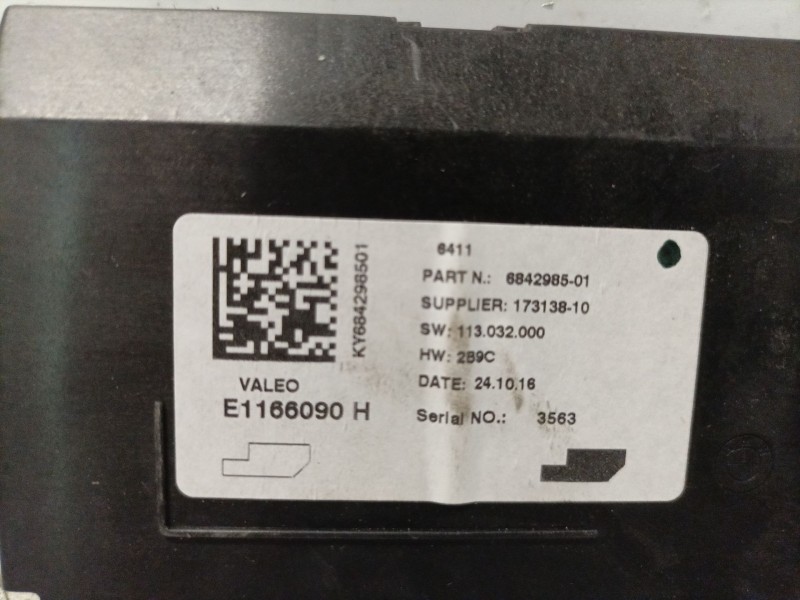 6411
PART N.: 6842985-01
SUPPLIER: 173138-10
SW: 113.032.000
HW: 2B9C
DATE: 24.10.16
Serial NO.: 3563
KY684298501
VALEO
E1166090 H